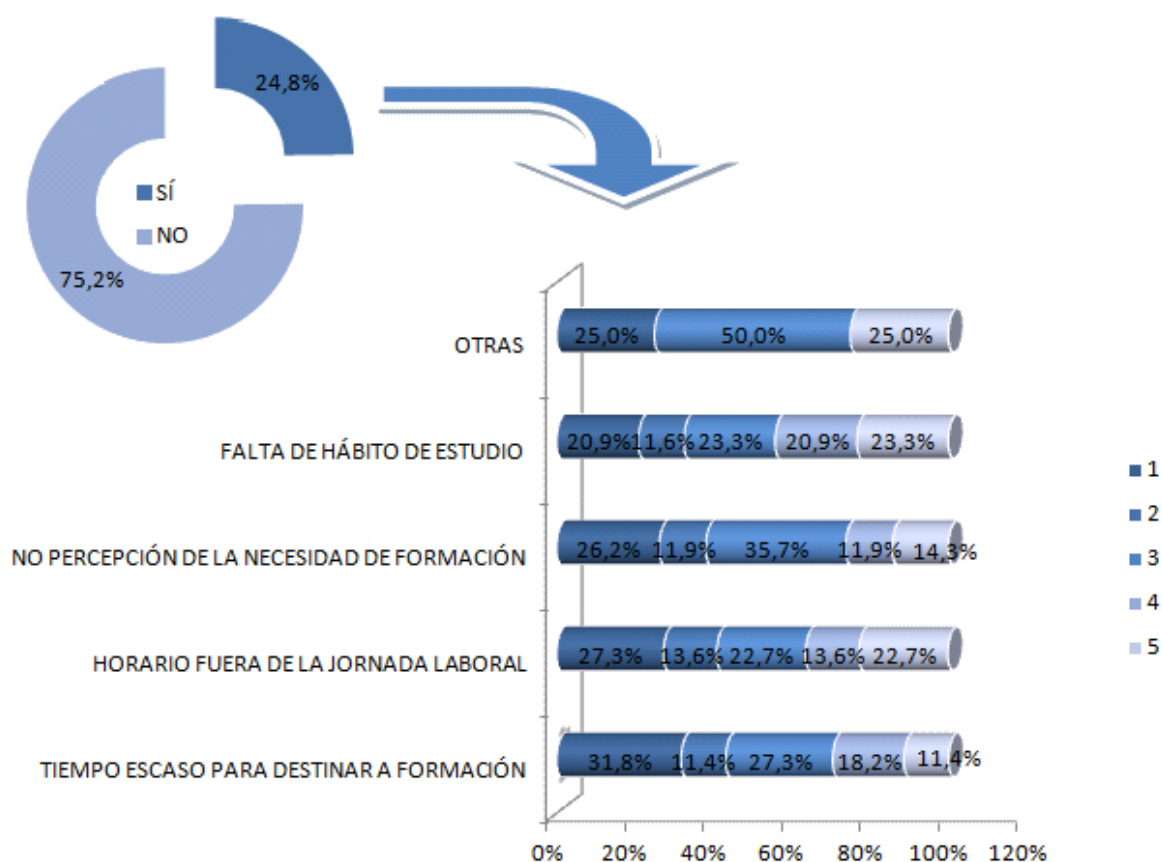 24,8%
SÍ
NO
75,2%
OTRAS
25,0% 50,0% 25,0%
FALTA DE HÁBITO DE ESTUDIO
20,9% 11,6% 23,3% 20,9% 23,3%
NO PERCEPCIÓN DE LA NECESIDAD DE FORMACIÓN
26,2% 11,9% 35,7% 11,9% 14,3%
HORARIO FUERA DE LA JORNADA LABORAL
27,3% 13,6% 22,7% 13,6% 22,7%
TIEMPO ESCASO PARA DESTINAR A FORMACIÓN
31,8% 11,4% 27,3% 18,2% 11,4%
0% 20% 40% 60% 80% 100% 120%
1
2
3
4
5